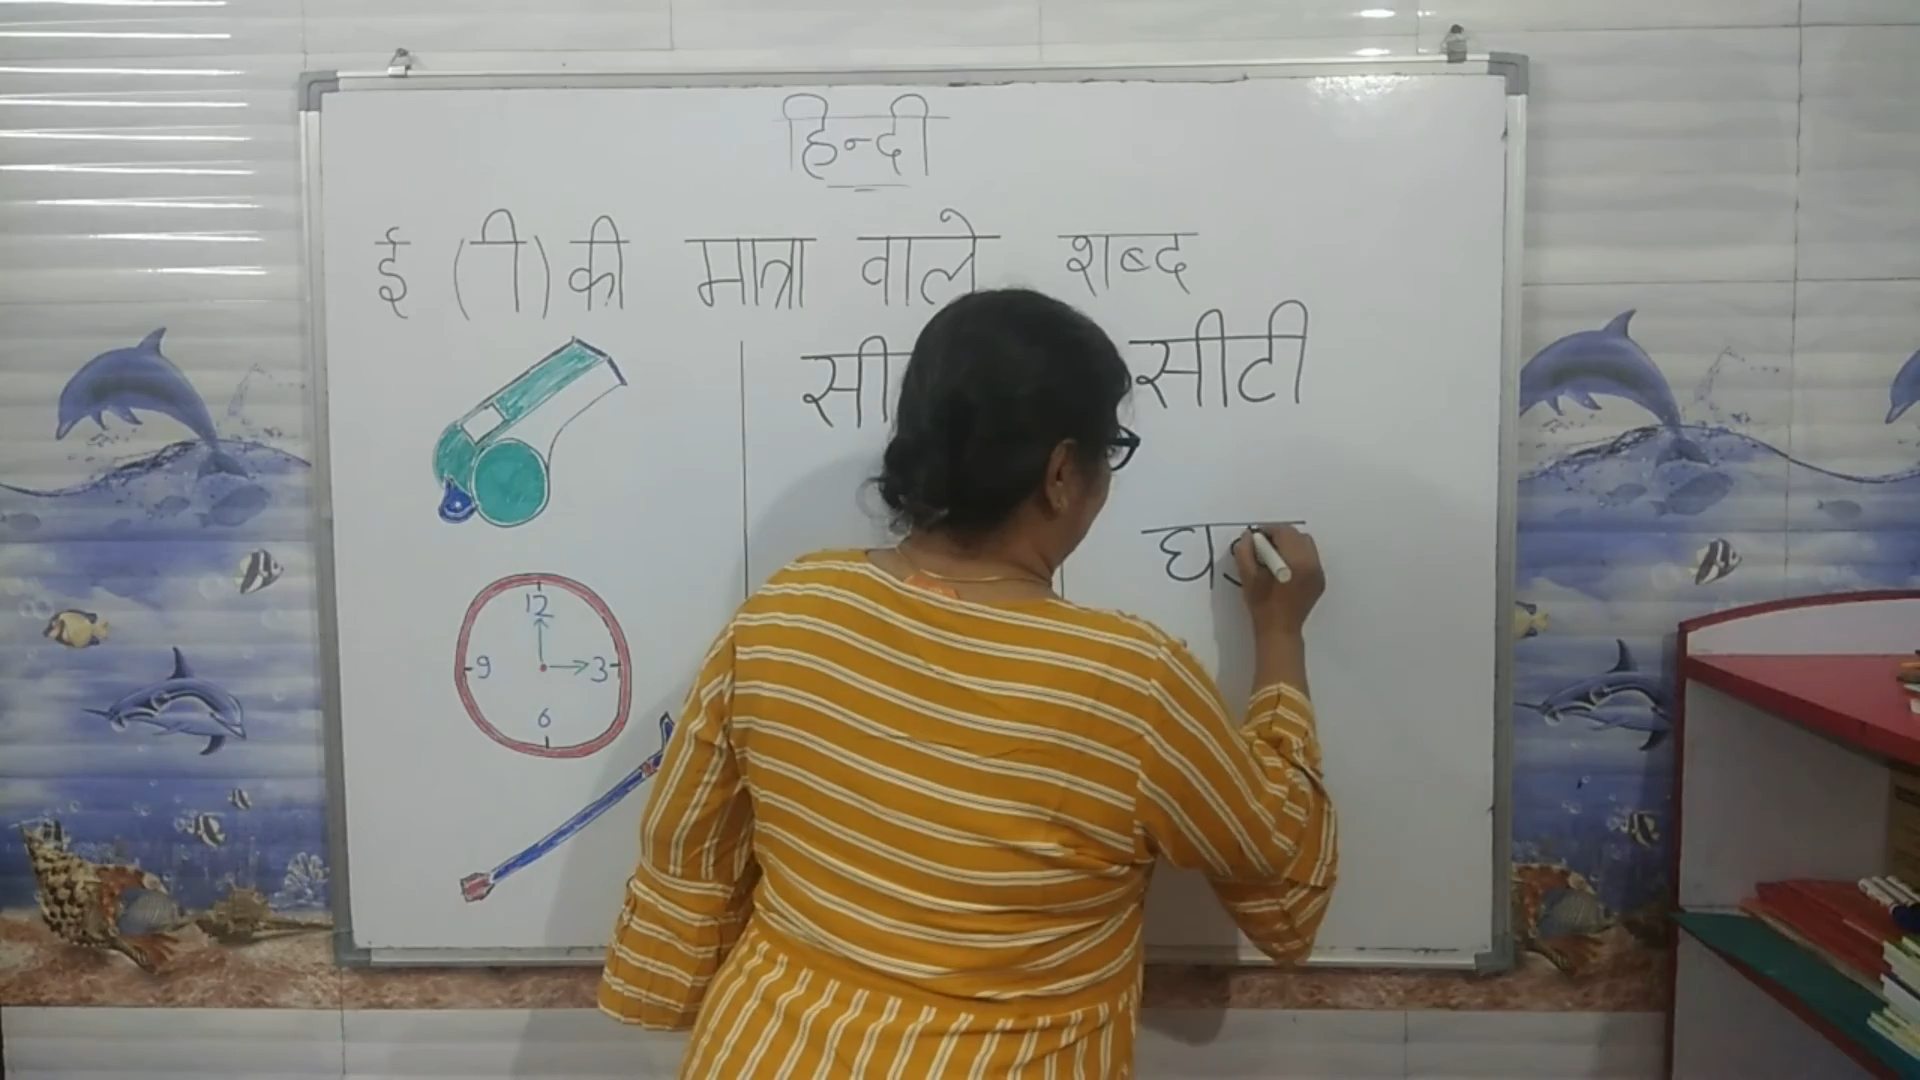 हिन्दी
ई (ी) की मात्रा वाले शब्द
सी
सीटी
घ
12
9
3
6